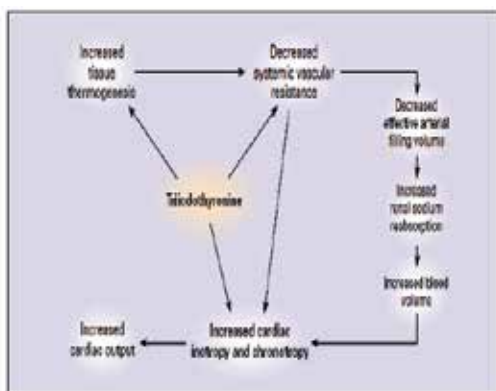 Increased
tissue
thermogenesis
Decreased
systemic vascular
resistance
Decreased
effective arterial
filling volume
Triiodothyronine
Increased
renal sodium
reabsorption
Increased blood
volume
Increased
cardiac output
Increased cardiac
inotropy and chronotropy